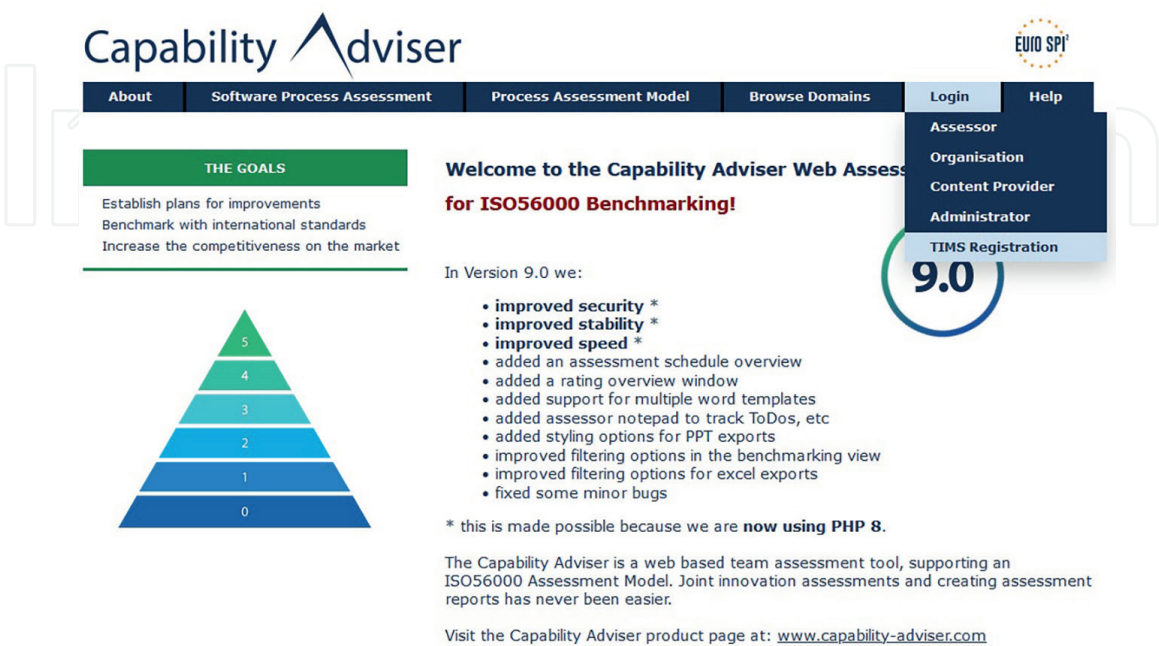 Capability Adviser
EURO SPI²
About Software Process Assessment Process Assessment Model Browse Domains Login Help
Assessor
Organisation
Content Provider
Administrator
TIMS Registration
THE GOALS
Establish plans for improvements
Benchmark with international standards
Increase the competitiveness on the market
5
4
3
2
1
0
Welcome to the Capability Adviser Web Assess
for ISO56000 Benchmarking!
9.0
In Version 9.0 we:
• improved security *
• improved stability *
• improved speed *
• added an assessment schedule overview
• added a rating overview window
• added support for multiple word templates
• added assessor notepad to track ToDos, etc
• added styling options for PPT exports
• improved filtering options in the benchmarking view
• improved filtering options for excel exports
• fixed some minor bugs
* this is made possible because we are now using PHP 8.
The Capability Adviser is a web based team assessment tool, supporting an
ISO56000 Assessment Model. Joint innovation assessments and creating assessment
reports has never been easier.
Visit the Capability Adviser product page at: www.capability-adviser.com